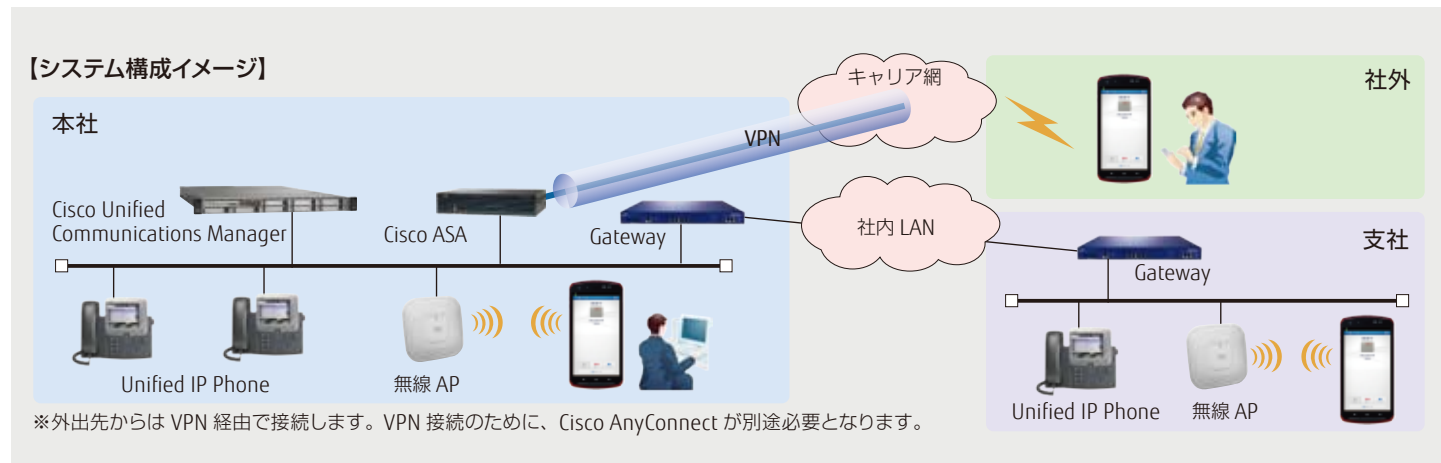 【システム構成イメージ】
本社
Cisco Unified
Communications Manager
Cisco ASA
Gateway
VPN
キャリア網
社内 LAN
Unified IP Phone
無線 AP
社外
支社
Gateway
Unified IP Phone
無線 AP
※外出先からは VPN 経由で接続します。VPN 接続のために、Cisco AnyConnect が別途必要となります。